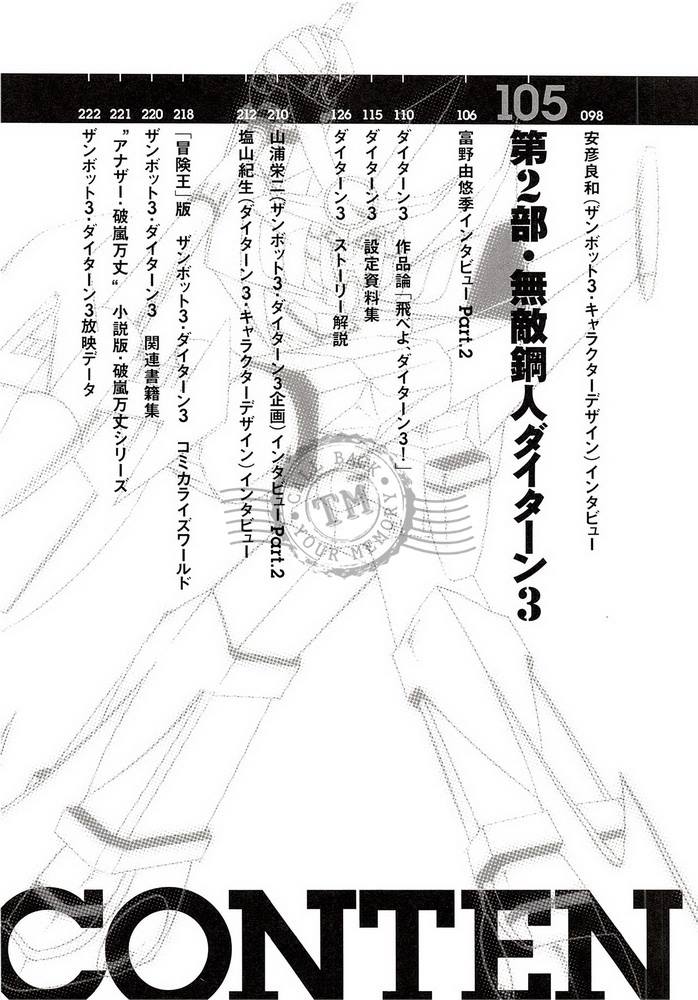 098
安彦良和(ザンボット3・キャラクターデザイン)インタビュー
105
第2部・無敵鋼人ダイターン3
106
富野由悠季インタビューPart.2
110
ダイターン3 作品論「飛べよ、ダイターン3!」
115
ダイターン3 設定資料集
126
ダイターン3 ストーリー解説
210
山浦栄二(ザンボット3・ダイターン3企画)インタビューPart.2
212
塩山紀生(ダイターン3・キャラクターデザイン)インタビュー
218
「冒険王」版 ザンボット3・ダイターン3 コミカライズワールド
220
ザンボット3・ダイターン3 関連書籍集
221
"アナザー・破嵐万丈" 小説版・破嵐万丈シリーズ
222
ザンボット3・ダイターン3放映データ
CALL BACK
TM
YOUR MEMORY
CONTEN